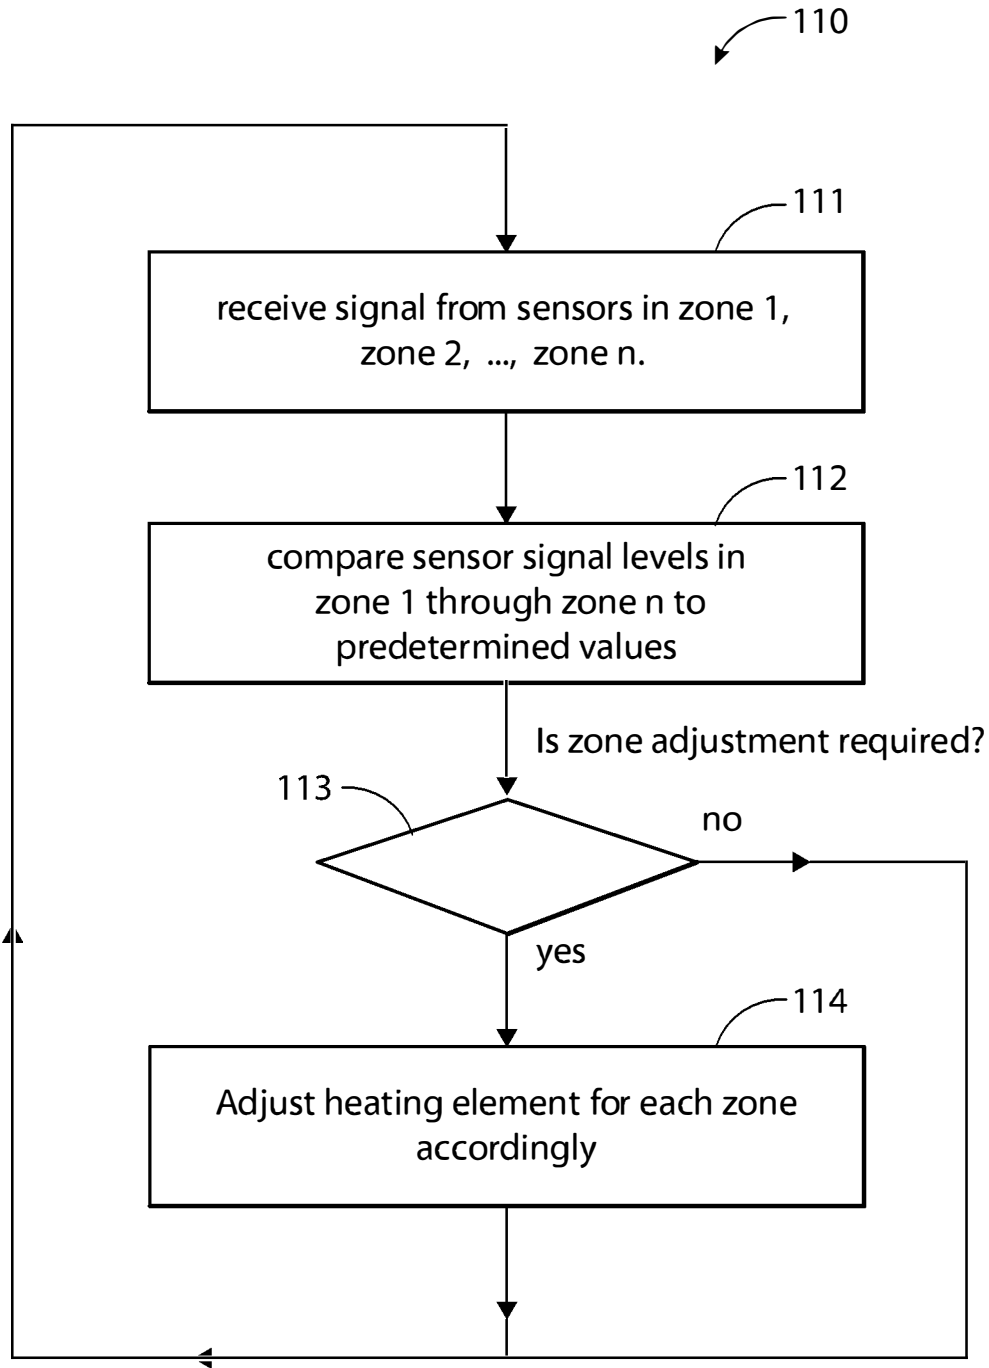 110
111
receive signal from sensors in zone 1,
zone 2, ..., zone n.
112
compare sensor signal levels in
zone 1 through zone n to
predetermined values
Is zone adjustment required?
113
no
yes
114
Adjust heating element for each zone
accordingly